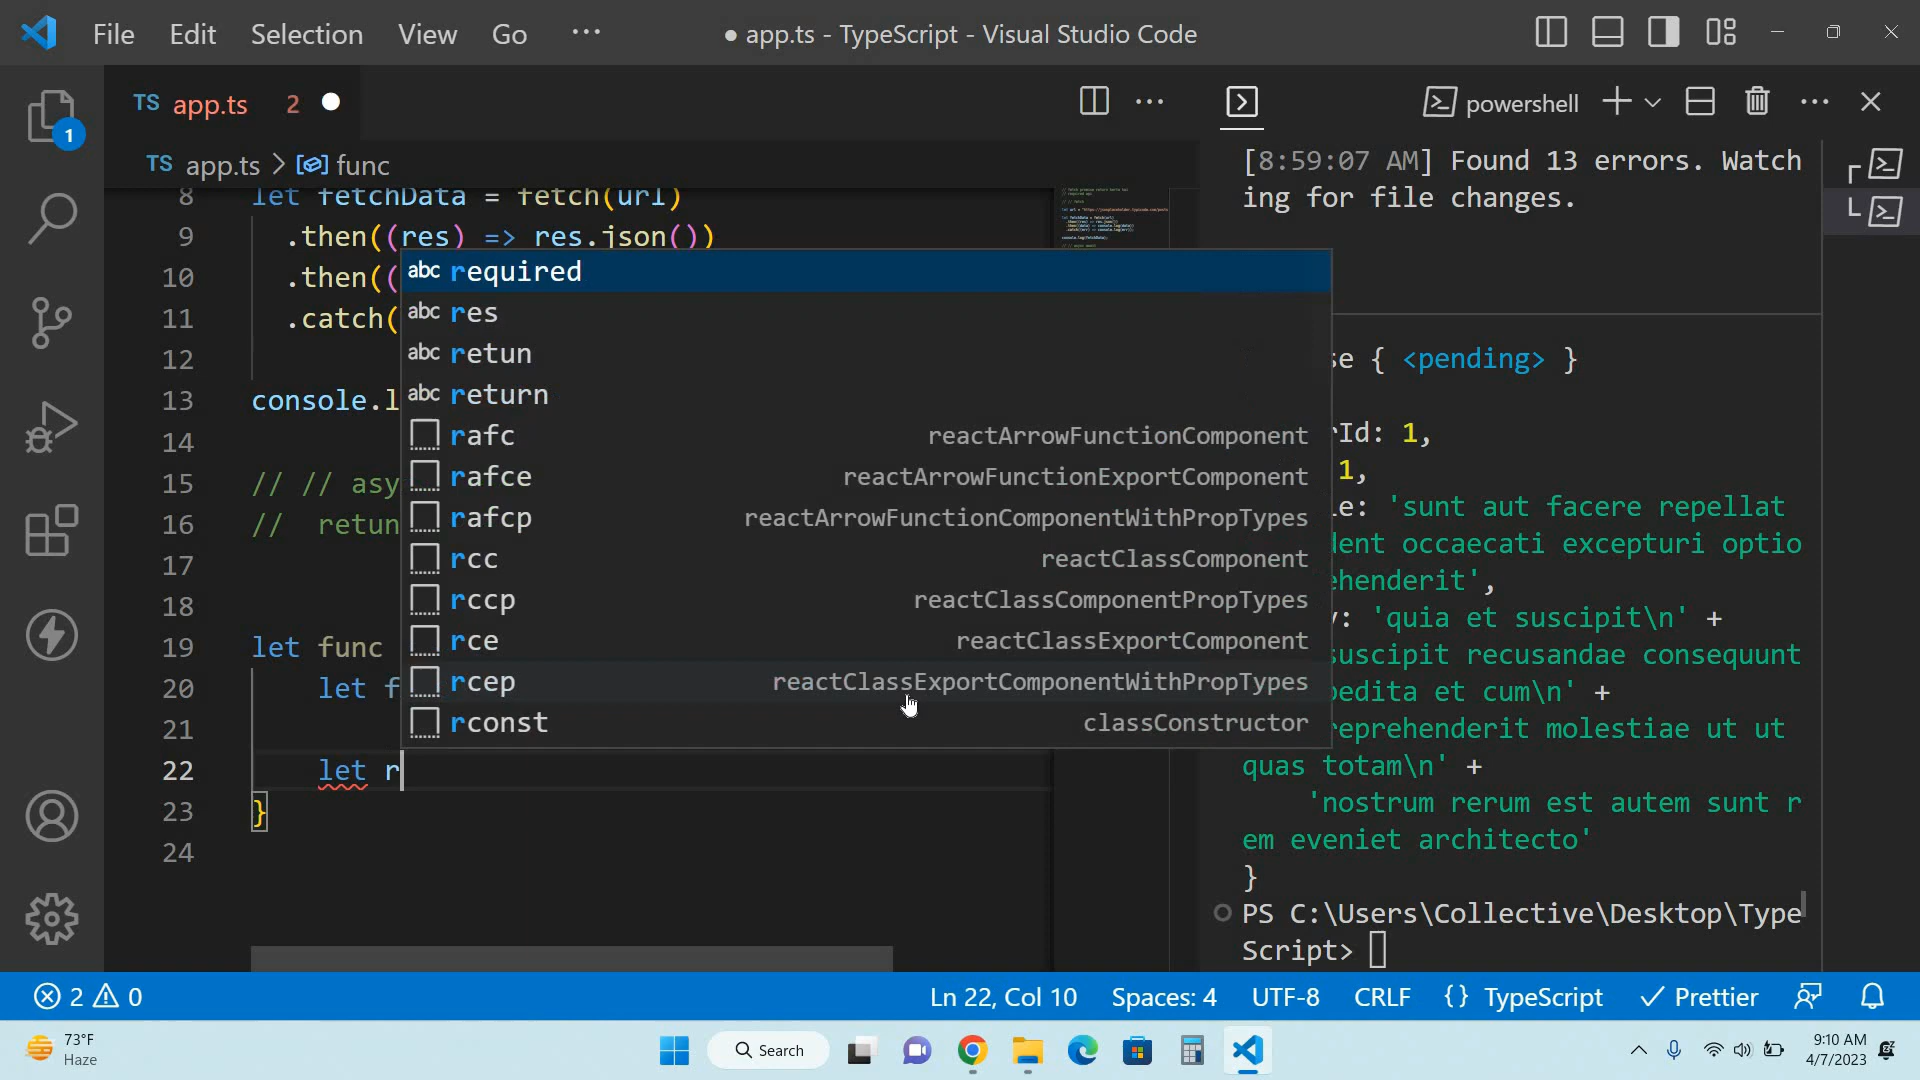 File Edit Selection View Go ··· ● app.ts - TypeScript - Visual Studio Code
TS app.ts 2 ●
powershell
TS app.ts > func
8 let fetchData = fetch(url)
9 .then((res) => res.json())
10 .then((
11 .catch(
12
13 console.l
14
15 // // asy
16 // retun
17
18
19 let func
20 let f
21
22 let r
23 }
24
abc required
abc res
abc retun
abc return
rafc reactArrowFunctionComponent
rafce reactArrowFunctionExportComponent
rafcp reactArrowFunctionComponentWithPropTypes
rcc reactClassComponent
rccp reactClassComponentPropTypes
rce reactClassExportComponent
rcep reactClassExportComponentWithPropTypes
rconst classConstructor
[8:59:07 AM] Found 13 errors. Watch
ing for file changes.
se { <pending> }
rId: 1,
1,
le: 'sunt aut facere repellat
dent occaecati excepturi optio
ehenderit',
y: 'quia et suscipit\n' +
suscipit recusandae consequunt
pedita et cum\n' +
reprehenderit molestiae ut ut
quas totam\n' +
'nostrum rerum est autem sunt r
em eveniet architecto'
}
PS C:\Users\Collective\Desktop\Type
Script>
1
2 0 Ln 22, Col 10 Spaces: 4 UTF-8 CRLF {} TypeScript Prettier
73°F
Haze
Search
9:10 AM
4/7/2023